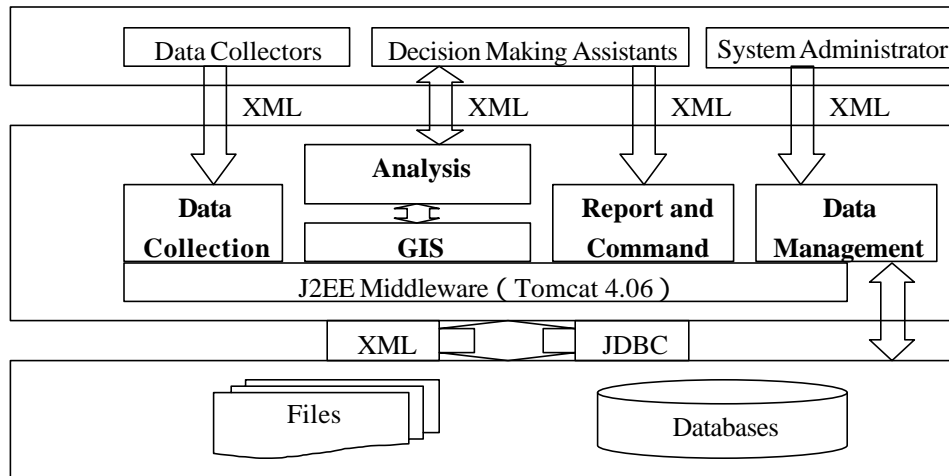 Data Collectors
Decision Making Assistants
System Administrator
XML
XML
XML
XML
Analysis
Data
Collection
GIS
Report and
Command
Data
Management
J2EE Middleware ( Tomcat 4.06 )
XML
JDBC
Files
Databases